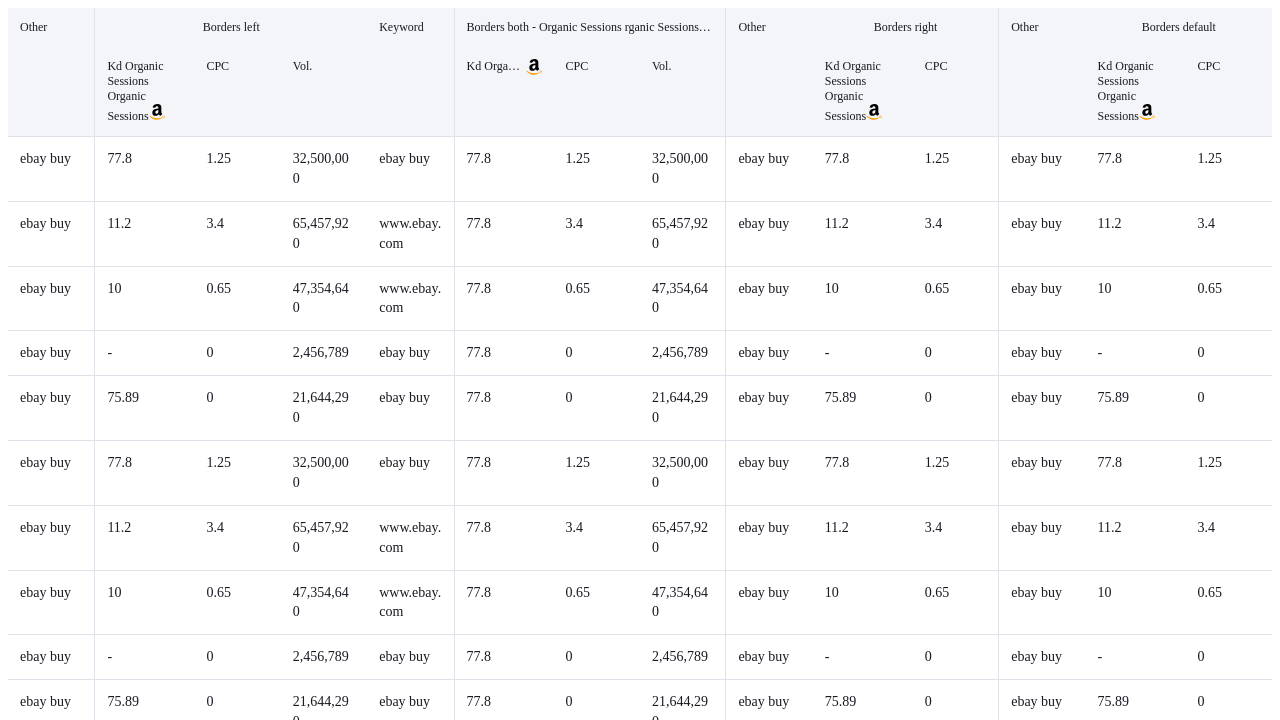 Other Borders left Keyword Borders both - Organic Sessions rganic Sessions… Other Borders right Other Borders default
Kd Organic Sessions Organic Sessions CPC Vol. Kd Orga… CPC Vol. Kd Organic Sessions Organic Sessions CPC Kd Organic Sessions Organic Sessions CPC
ebay buy 77.8 1.25 32,500,000 ebay buy 77.8 1.25 32,500,000 ebay buy 77.8 1.25 ebay buy 77.8 1.25
ebay buy 11.2 3.4 65,457,920 www.ebay.com 77.8 3.4 65,457,920 ebay buy 11.2 3.4 ebay buy 11.2 3.4
ebay buy 10 0.65 47,354,640 www.ebay.com 77.8 0.65 47,354,640 ebay buy 10 0.65 ebay buy 10 0.65
ebay buy - 0 2,456,789 ebay buy 77.8 0 2,456,789 ebay buy - 0 ebay buy - 0
ebay buy 75.89 0 21,644,290 ebay buy 77.8 0 21,644,290 ebay buy 75.89 0 ebay buy 75.89 0
ebay buy 77.8 1.25 32,500,000 ebay buy 77.8 1.25 32,500,000 ebay buy 77.8 1.25 ebay buy 77.8 1.25
ebay buy 11.2 3.4 65,457,920 www.ebay.com 77.8 3.4 65,457,920 ebay buy 11.2 3.4 ebay buy 11.2 3.4
ebay buy 10 0.65 47,354,640 www.ebay.com 77.8 0.65 47,354,640 ebay buy 10 0.65 ebay buy 10 0.65
ebay buy - 0 2,456,789 ebay buy 77.8 0 2,456,789 ebay buy - 0 ebay buy - 0
ebay buy 75.89 0 21,644,290 ebay buy 77.8 0 21,644,290 ebay buy 75.89 0 ebay buy 75.89 0